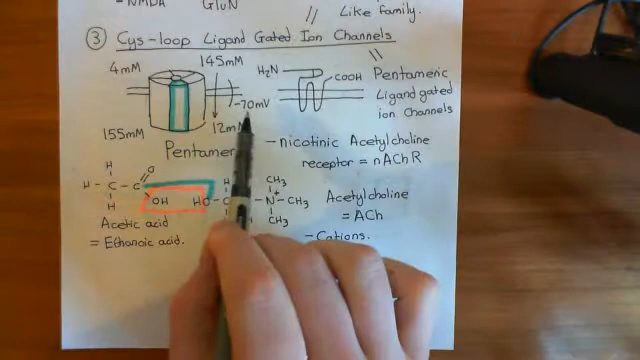 - NMDA GluN // Like family.
③ Cys-loop Ligand Gated Ion Channels
4mM 145mM H₂N COOH Pentameric
-70mV Ligand gated
155mM ion Channels
Pentamer - nicotinic Acetylcholine
receptor = nAChR
H O H CH₃
H - C - C OH HO - C - N⁺ - CH₃ Acetylcholine
H CH₃ = ACh
Acetic acid
= Ethanoic acid. - Cations.